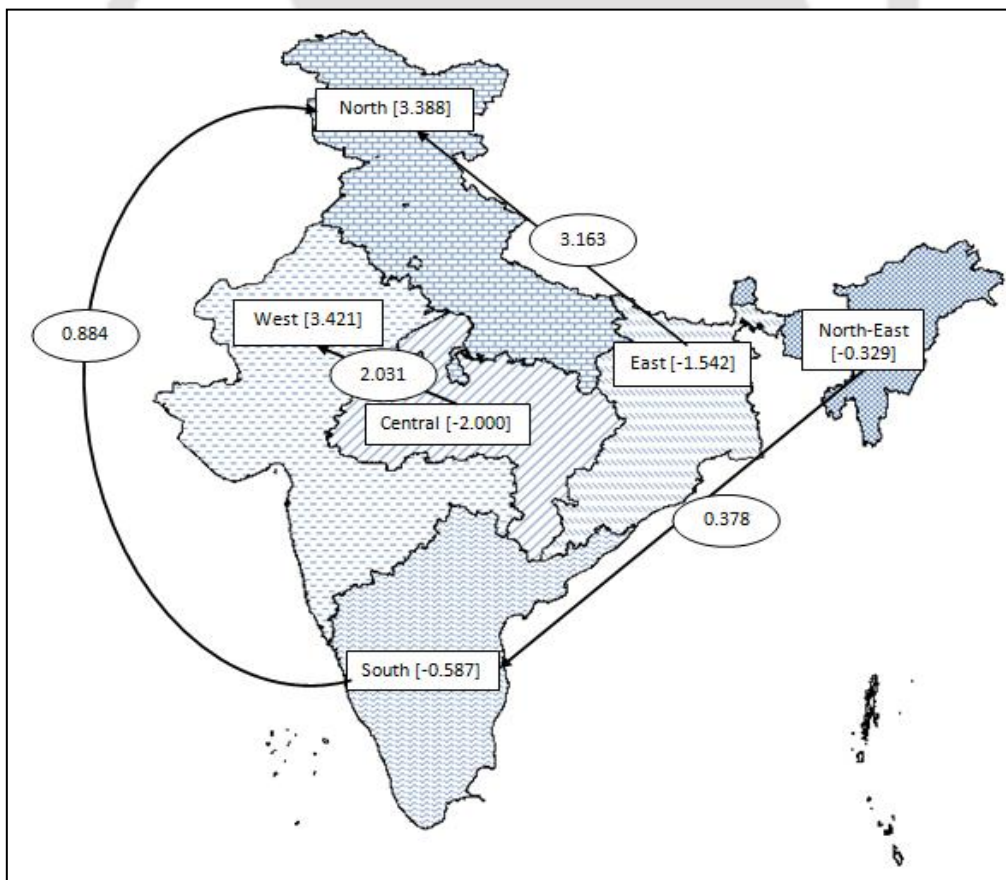 North [3.388]
3.163
West [3.421]
0.884
North-East
[-0.329]
East [-1.542]
2.031
Central [-2.000]
0.378
South [-0.587]